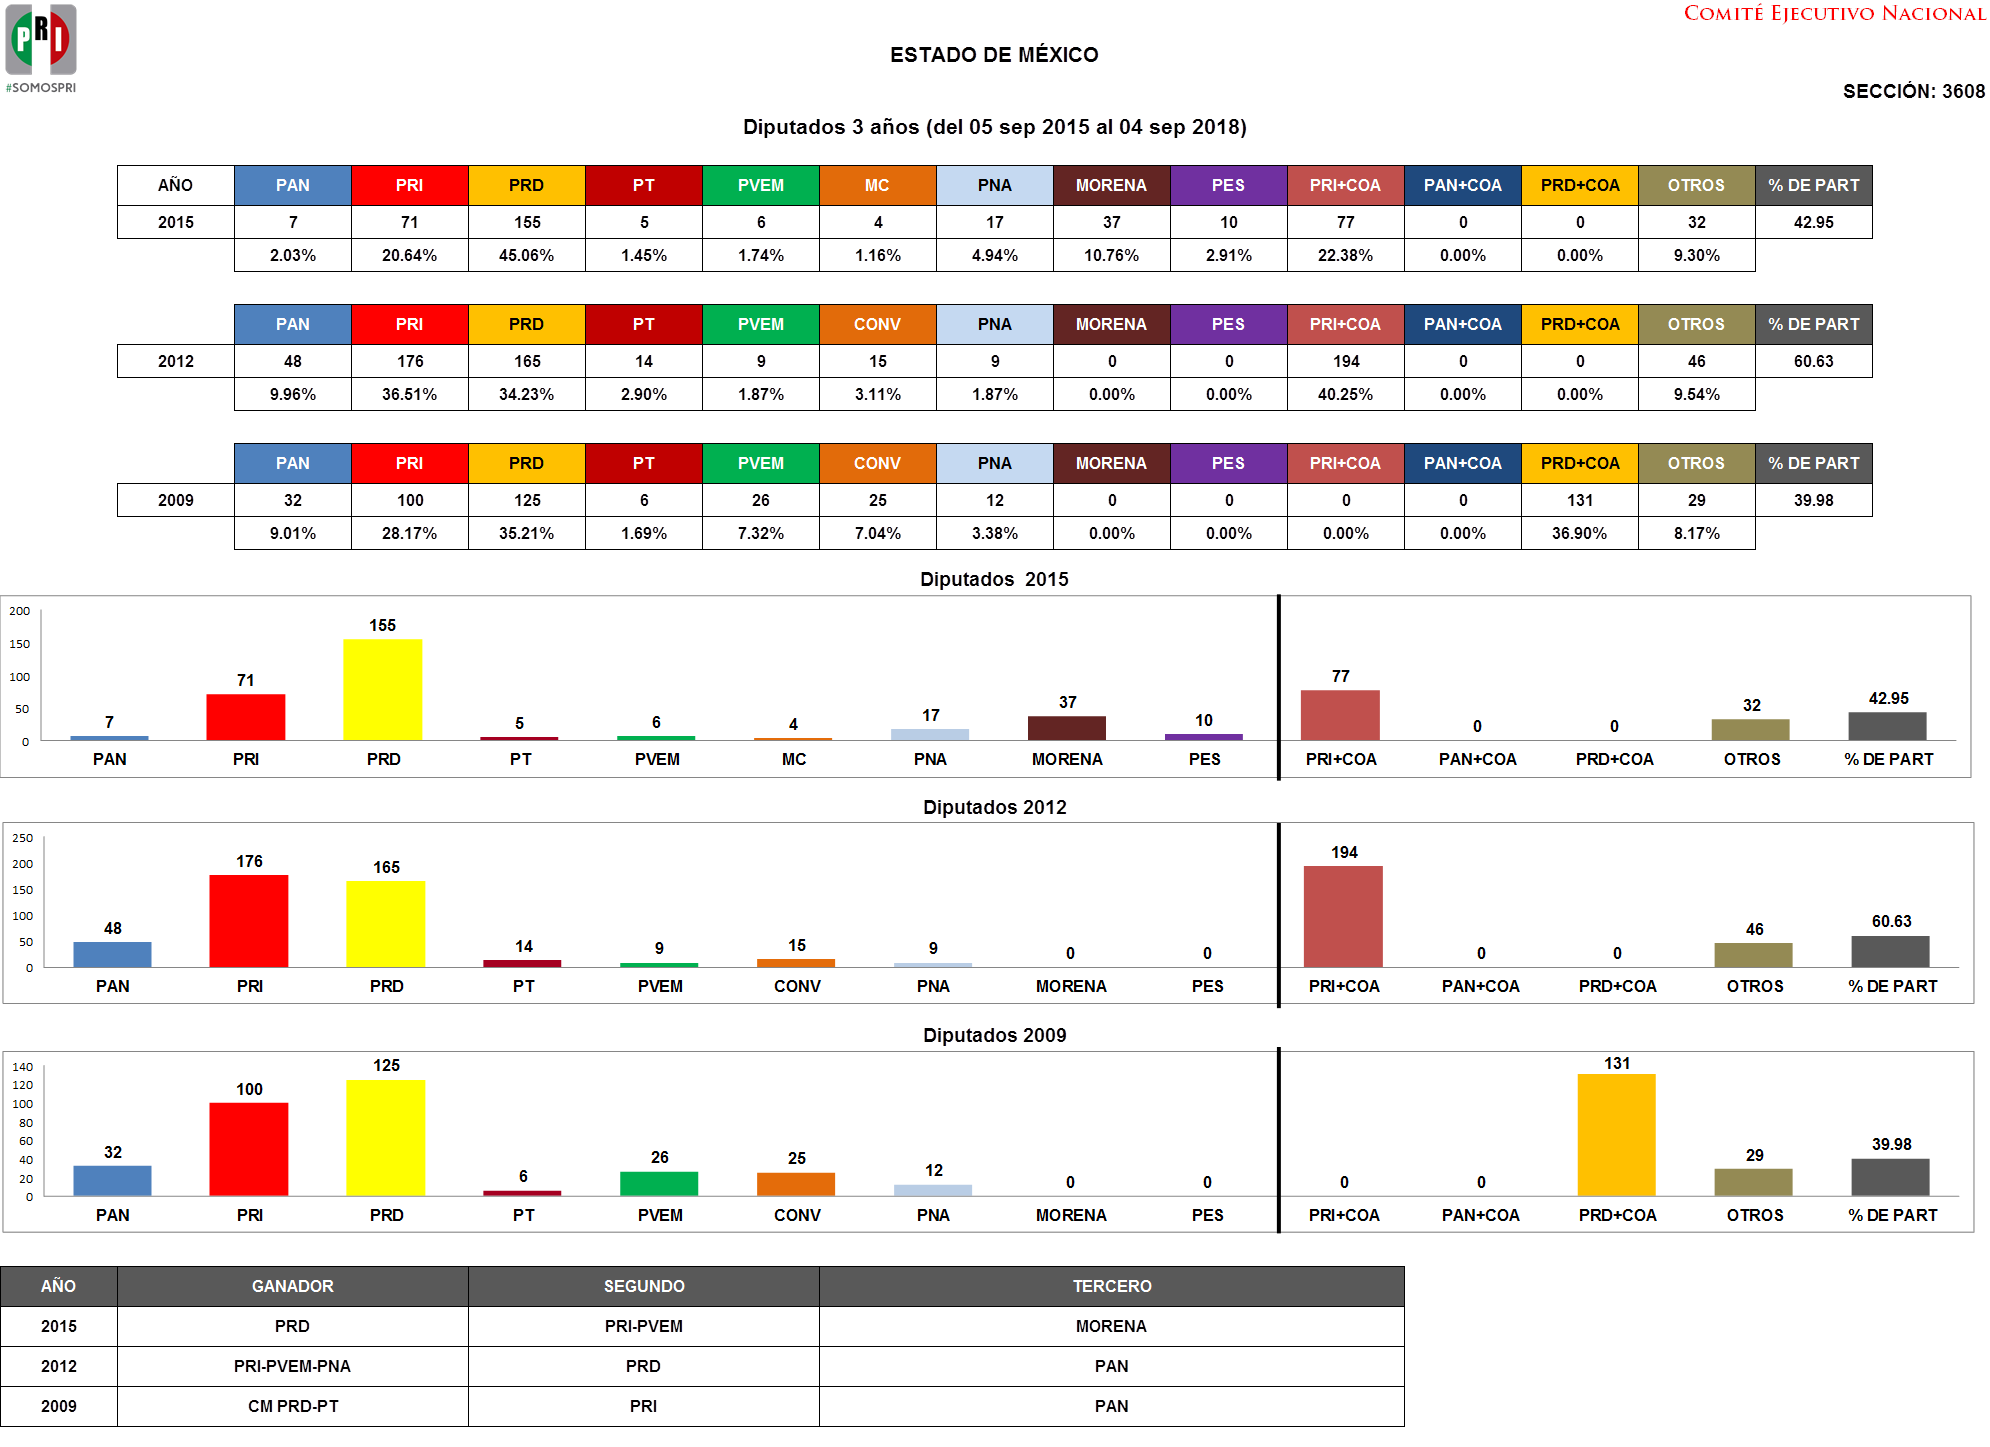 PRI
#SOMOSPRI
COMITÉ EJECUTIVO NACIONAL
ESTADO DE MÉXICO
SECCIÓN: 3608
Diputados 3 años (del 05 sep 2015 al 04 sep 2018)
AÑO PAN PRI PRD PT PVEM MC PNA MORENA PES PRI+COA PAN+COA PRD+COA OTROS % DE PART
2015 7 71 155 5 6 4 17 37 10 77 0 0 32 42.95
2.03% 20.64% 45.06% 1.45% 1.74% 1.16% 4.94% 10.76% 2.91% 22.38% 0.00% 0.00% 9.30%
PAN PRI PRD PT PVEM CONV PNA MORENA PES PRI+COA PAN+COA PRD+COA OTROS % DE PART
2012 48 176 165 14 9 15 9 0 0 194 0 0 46 60.63
9.96% 36.51% 34.23% 2.90% 1.87% 3.11% 1.87% 0.00% 0.00% 40.25% 0.00% 0.00% 9.54%
PAN PRI PRD PT PVEM CONV PNA MORENA PES PRI+COA PAN+COA PRD+COA OTROS % DE PART
2009 32 100 125 6 26 25 12 0 0 0 0 131 29 39.98
9.01% 28.17% 35.21% 1.69% 7.32% 7.04% 3.38% 0.00% 0.00% 0.00% 0.00% 36.90% 8.17%
Diputados 2015
200
150
100
50
0
7 71 155 5 6 4 17 37 10 77 0 0 32 42.95
PAN PRI PRD PT PVEM MC PNA MORENA PES PRI+COA PAN+COA PRD+COA OTROS % DE PART
Diputados 2012
250
200
150
100
50
0
48 176 165 14 9 15 9 0 0 194 0 0 46 60.63
PAN PRI PRD PT PVEM CONV PNA MORENA PES PRI+COA PAN+COA PRD+COA OTROS % DE PART
Diputados 2009
140
120
100
80
60
40
20
0
32 100 125 6 26 25 12 0 0 0 0 131 29 39.98
PAN PRI PRD PT PVEM CONV PNA MORENA PES PRI+COA PAN+COA PRD+COA OTROS % DE PART
AÑO GANADOR SEGUNDO TERCERO
2015 PRD PRI-PVEM MORENA
2012 PRI-PVEM-PNA PRD PAN
2009 CM PRD-PT PRI PAN